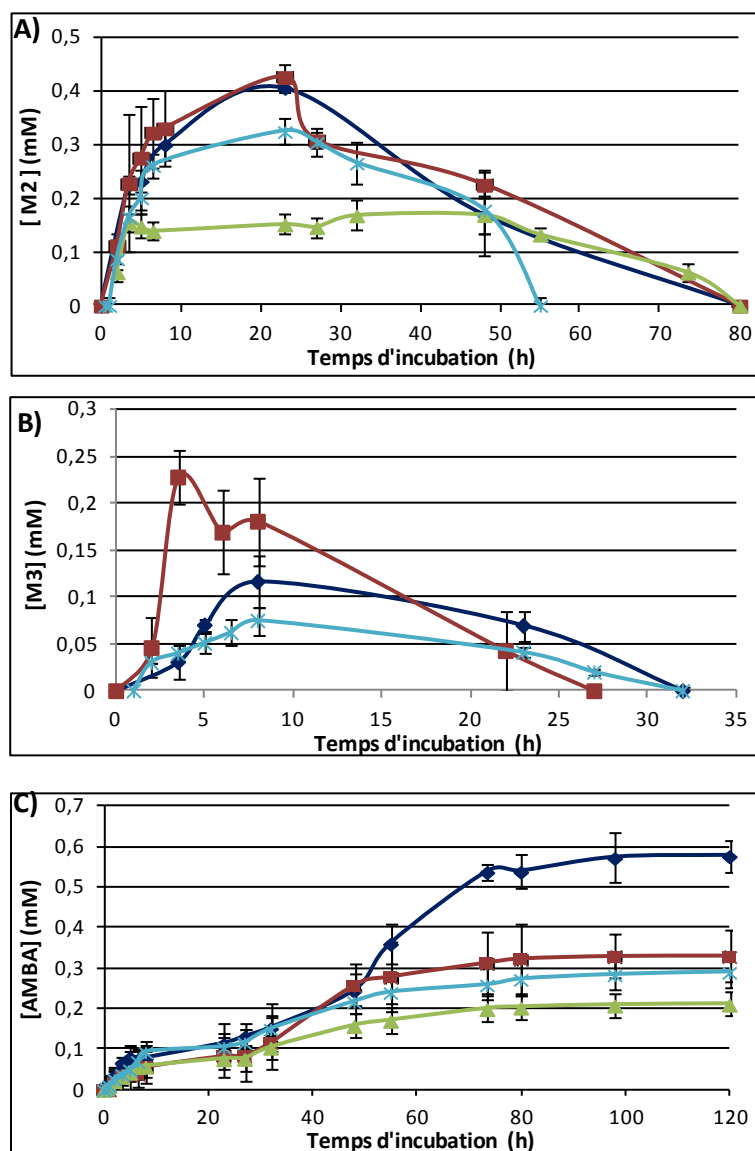 A)
0,5
0,4
0,3
0,2
0,1
0
[ M2 ] (mM)
0 10 20 30 40 50 60 70 80
Temps d'incubation (h)
B)
0,3
0,25
0,2
0,15
0,1
0,05
0
[M3] (mM)
0 5 10 15 20 25 30 35
Temps d'incubation (h)
C)
0,7
0,6
0,5
0,4
0,3
0,2
0,1
0
[AMBA] (mM)
0 20 40 60 80 100 120
Temps d'incubation (h)